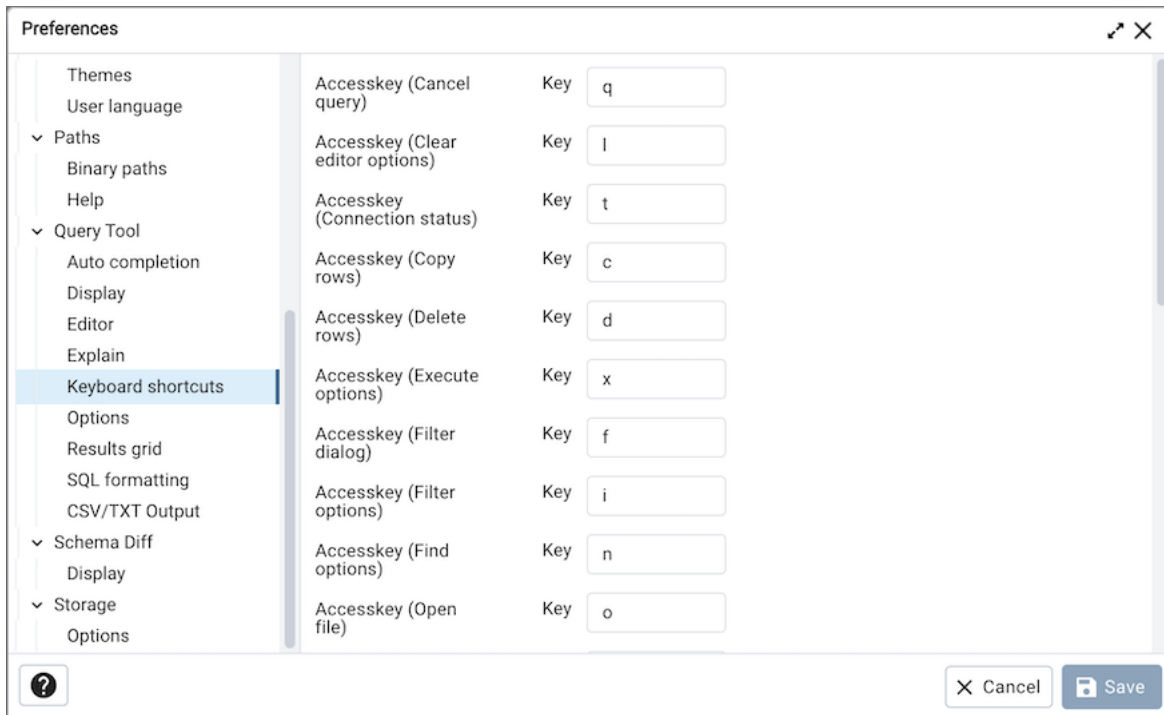 Preferences
Themes
User language
Paths
Binary paths
Help
Query Tool
Auto completion
Display
Editor
Explain
Keyboard shortcuts
Options
Results grid
SQL formatting
CSV/TXT Output
Schema Diff
Display
Storage
Options
Accesskey (Cancel
query)
Key
q
Accesskey (Clear
editor options)
Key
l
Accesskey
(Connection status)
Key
t
Accesskey (Copy
rows)
Key
c
Accesskey (Delete
rows)
Key
d
Accesskey (Execute
options)
Key
x
Accesskey (Filter
dialog)
Key
f
Accesskey (Filter
options)
Key
i
Accesskey (Find
options)
Key
n
Accesskey (Open
file)
Key
o
?
Cancel
Save